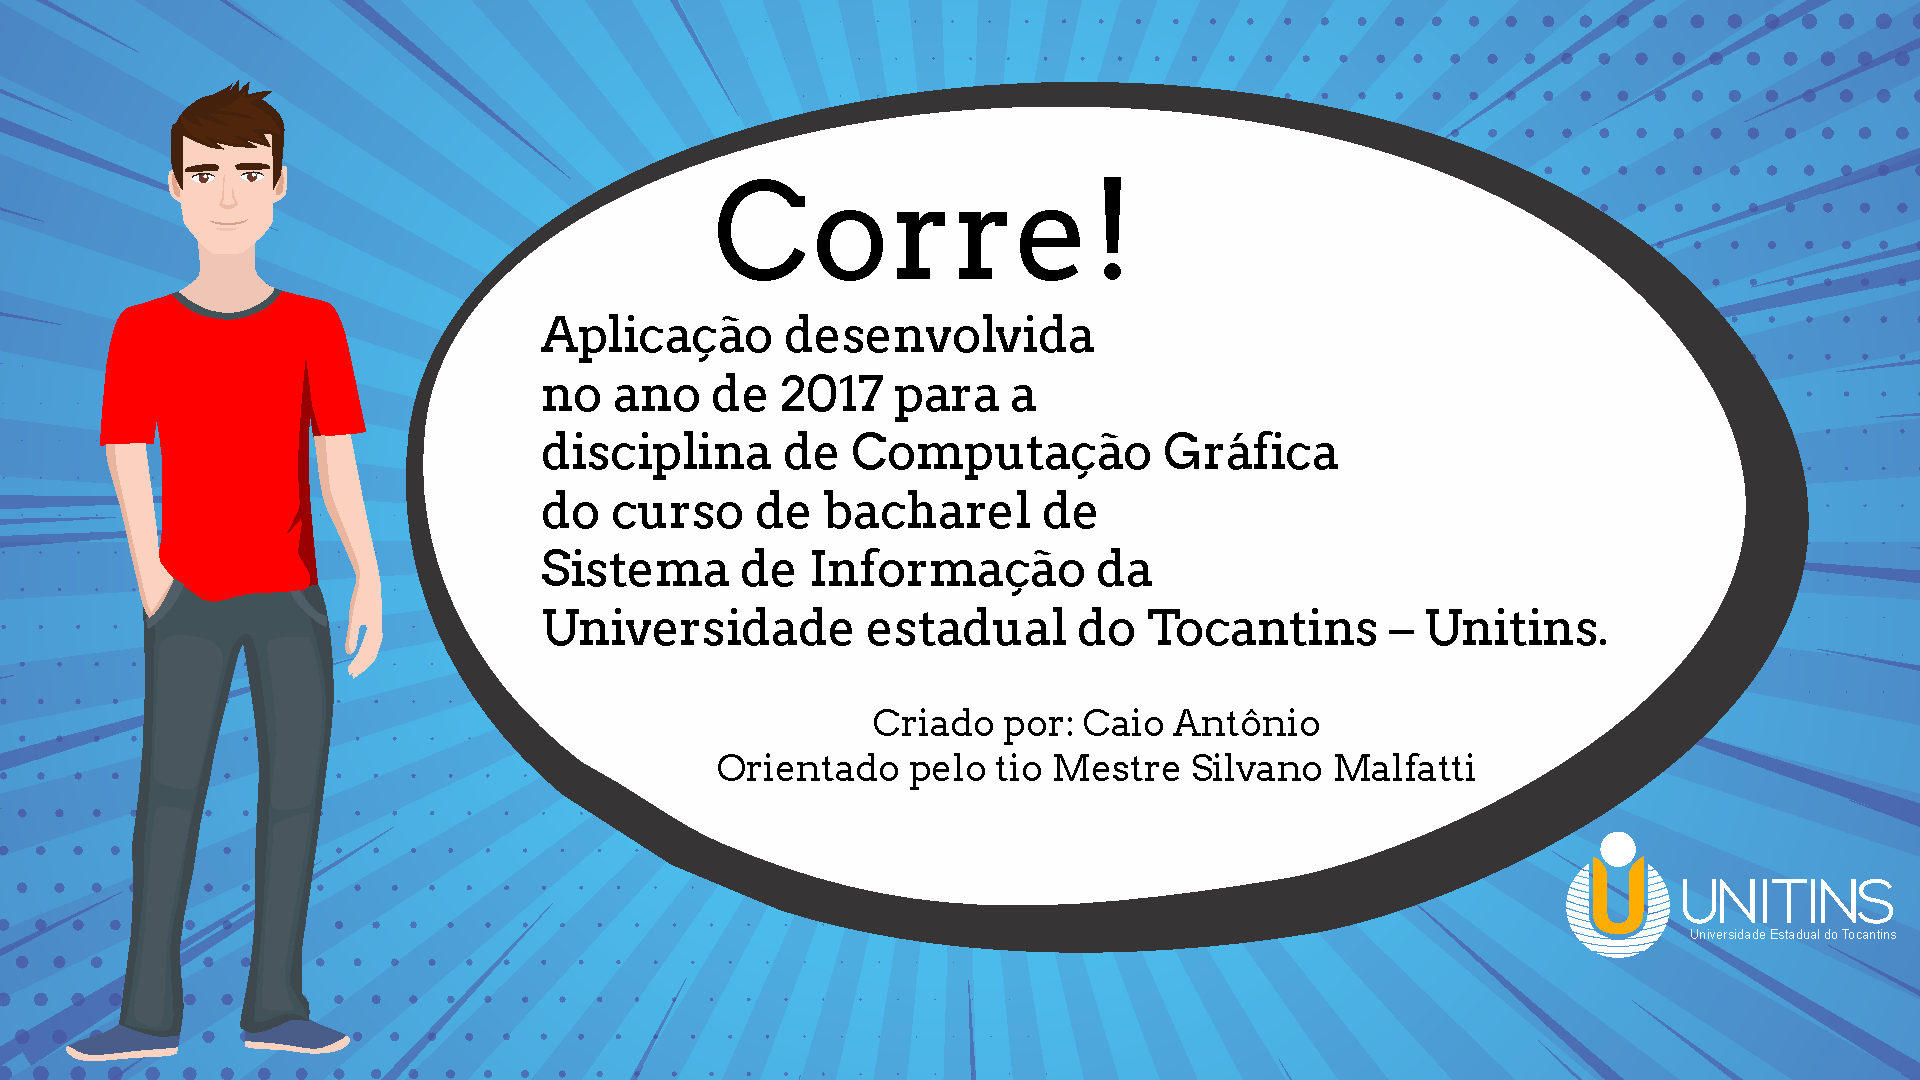 Corre!
Aplicação desenvolvida
no ano de 2017 para a
disciplina de Computação Gráfica
do curso de bacharel de
Sistema de Informação da
Universidade estadual do Tocantins – Unitins.
Criado por: Caio Antônio
Orientado pelo tio Mestre Silvano Malfatti
UNITINS
Universidade Estadual do Tocantins